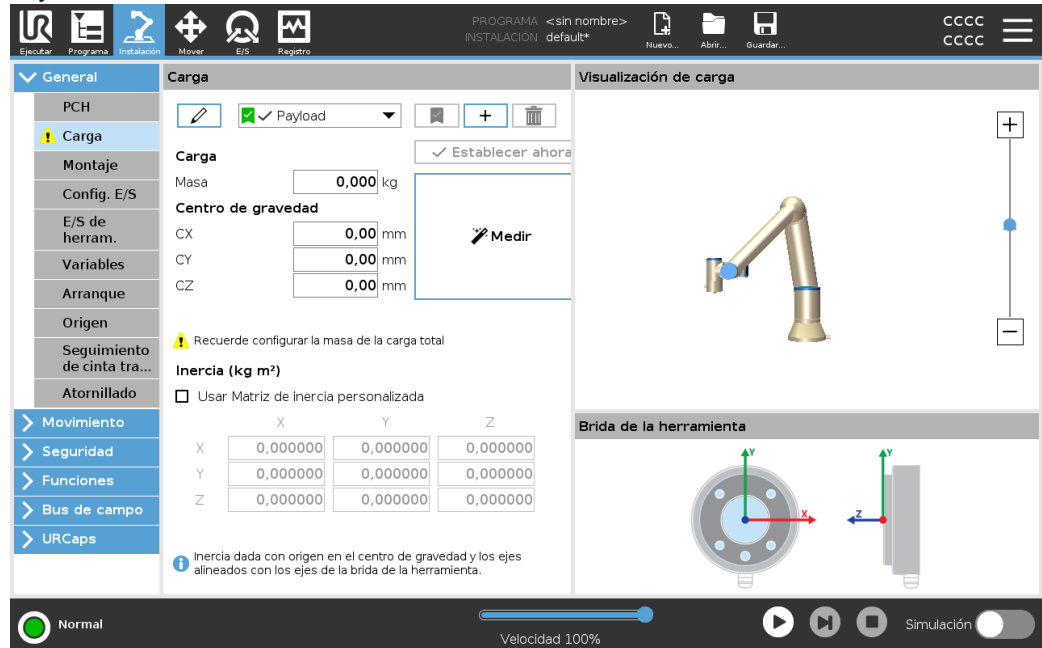 PROGRAMA <sin nombre>
INSTALACIÓN default*
CCCC
CCCC
Ejecutar
Programa
Instalación
Mover
E/S
Registro
Nuevo...
Abrir...
Guardar...
General
PCH
Carga
Montaje
Config. E/S
E/S de
herram.
Variables
Arranque
Origen
Seguimiento
de cinta tra...
Atornillado
Movimiento
Seguridad
Funciones
Bus de campo
URCaps
Carga
Payload
Establecer ahora
Carga
Masa 0,000 kg
Centro de gravedad
CX 0,00 mm
CY 0,00 mm
CZ 0,00 mm
Medir
Recuerde configurar la masa de la carga total
Inercia (kg m²)
Usar Matriz de inercia personalizada
X Y Z
X 0,000000 0,000000 0,000000
Y 0,000000 0,000000 0,000000
Z 0,000000 0,000000 0,000000
Inercia dada con origen en el centro de gravedad y los ejes
alineados con los ejes de la brida de la herramienta.
Visualización de carga
Brida de la herramienta
Y
X
Y
Z
Normal
Velocidad 100%
Simulación